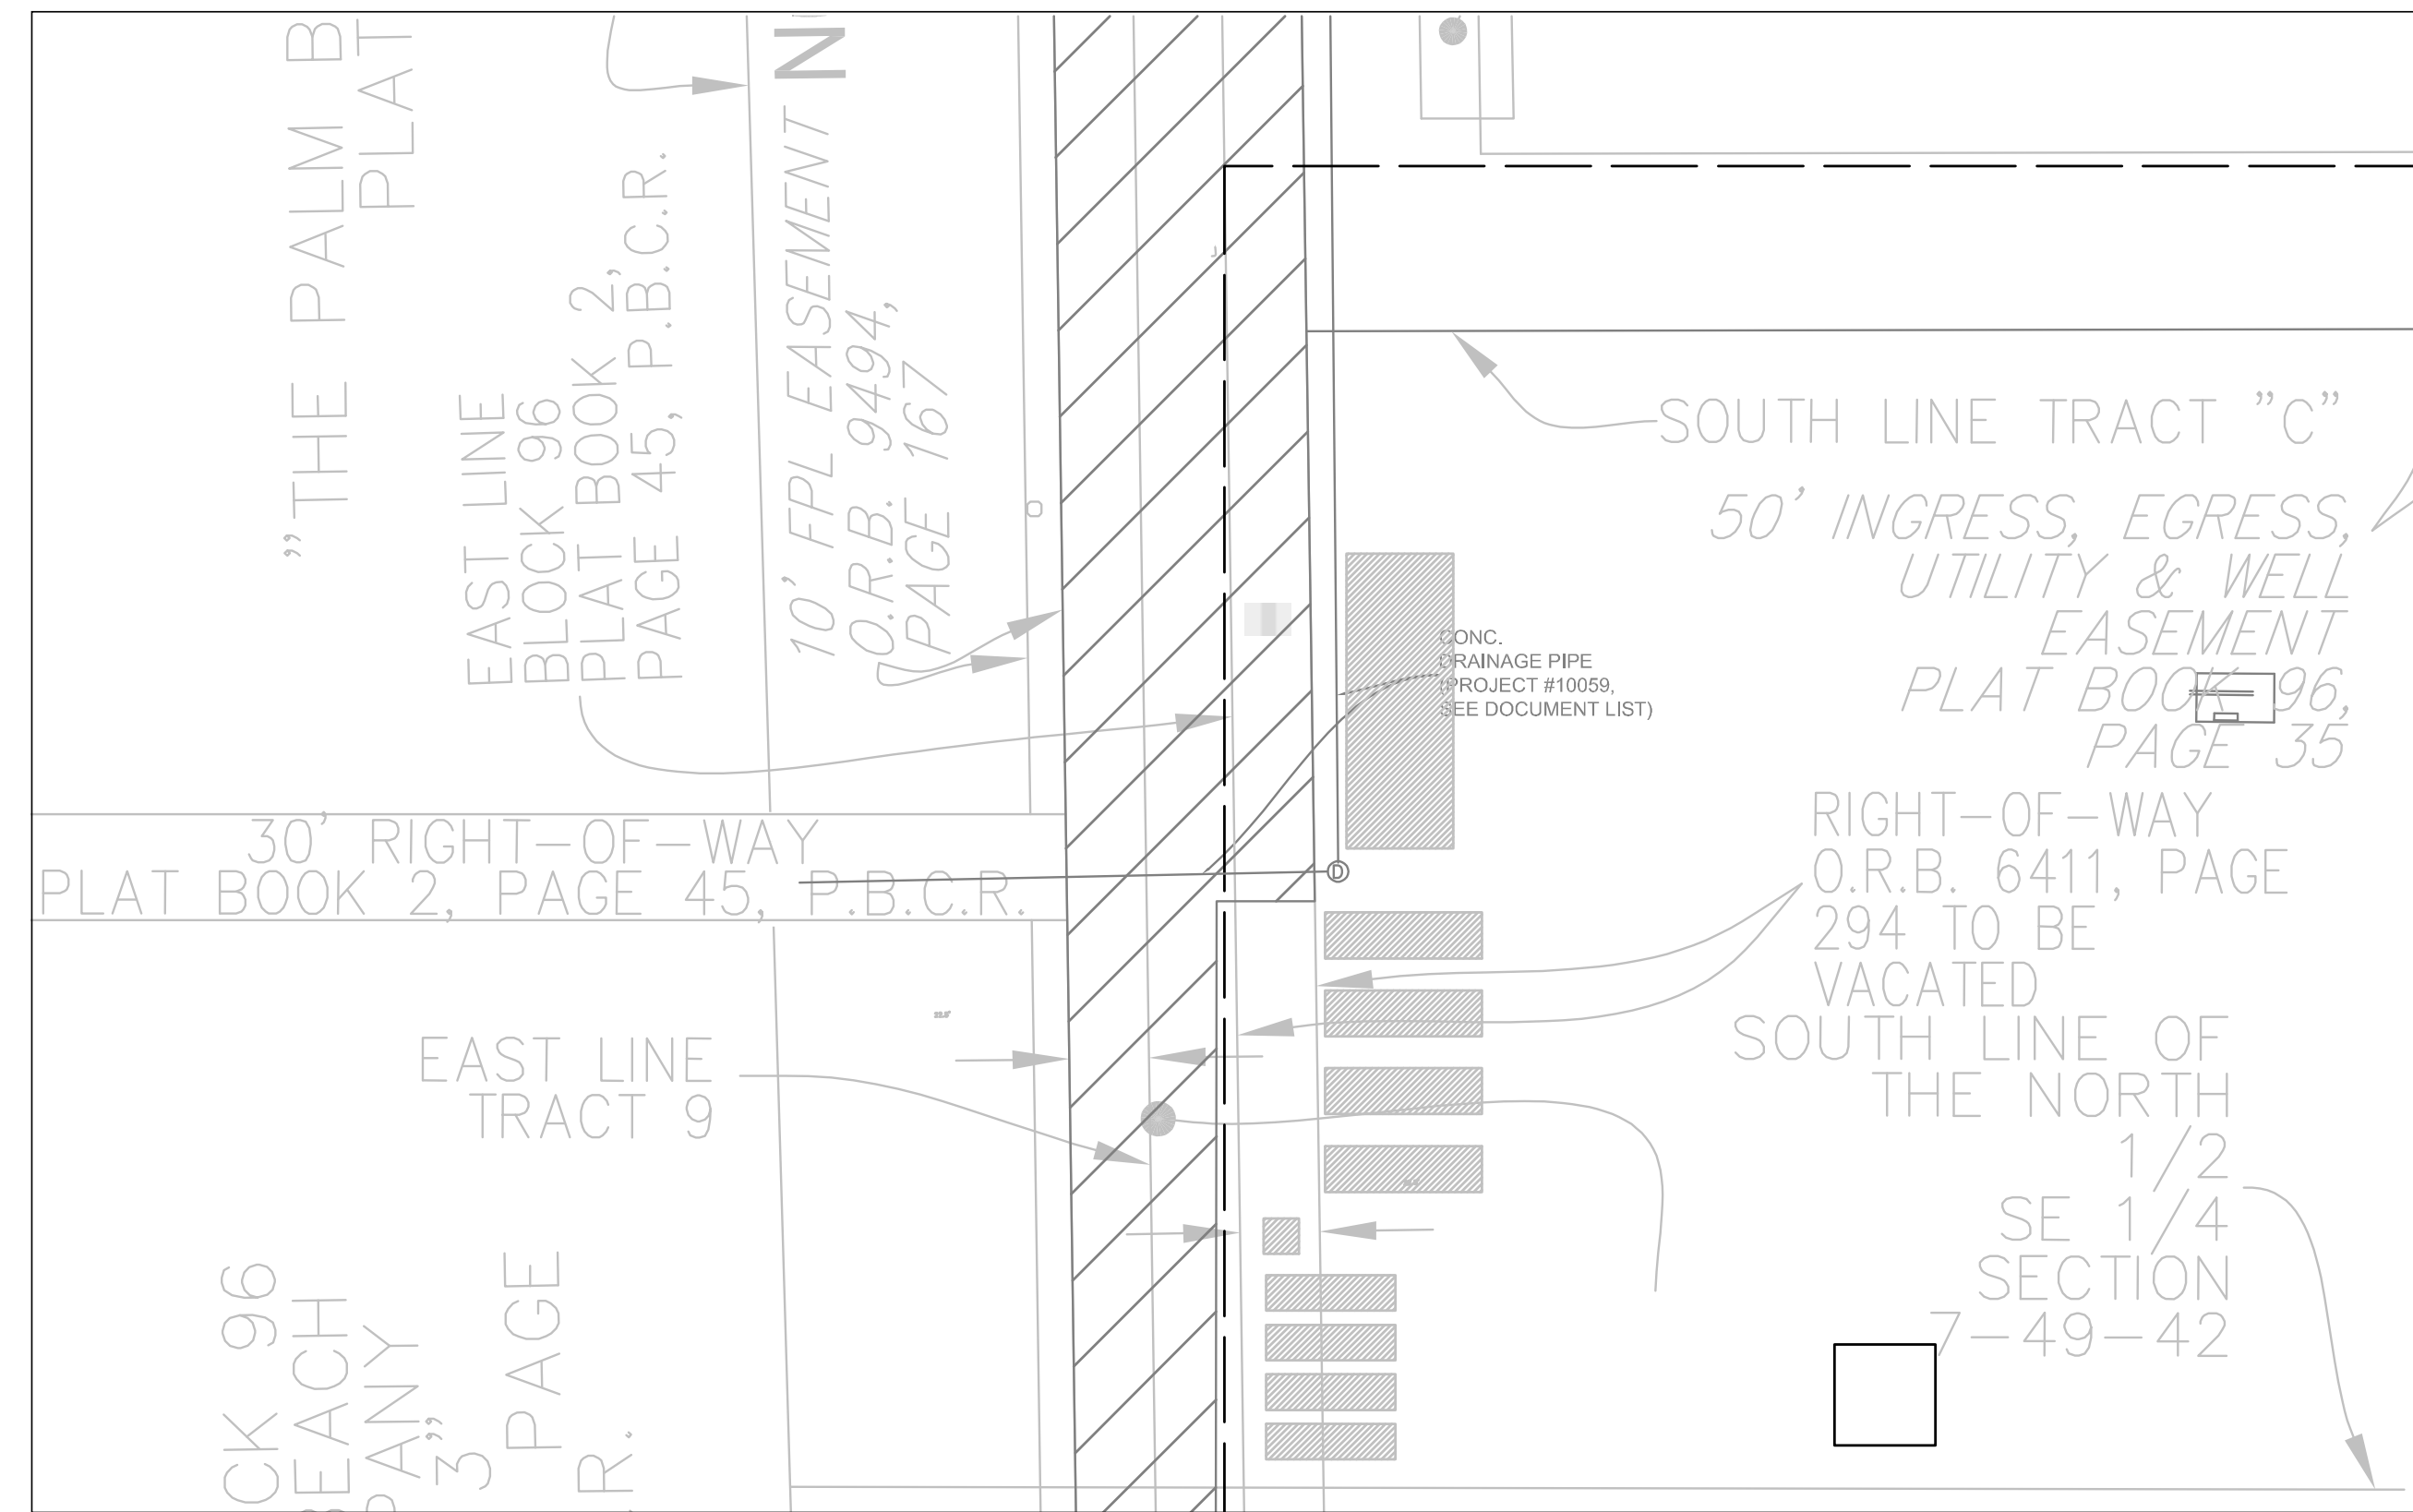 " THE PALM B
PLAT
EAST LINE
BLOCK 96
PLAT BOOK 2,
PAGE 45, P.B.C.R.
10' FPL EASEMENT
O.R.B. 9494,
PAGE 167
SOUTH LINE TRACT "C"
50' INGRESS, EGRESS,
UTILITY & WELL
EASEMENT
PLAT BOOK 96,
PAGE 35
CONC.
DRAINAGE PIPE
(PROJECT #10059,
SEE DOCUMENT LIST)
30' RIGHT-OF-WAY
PLAT BOOK 2, PAGE 45, P.B.C.R.
D
RIGHT-OF-WAY
O.R.B. 6411, PAGE
294 TO BE
VACATED
SOUTH LINE OF
THE NORTH
1/2
SE 1/4
SECTION
7-49-42
EAST LINE
TRACT 9
CK 96
BEACH
PANY
3,
PAGE
R.